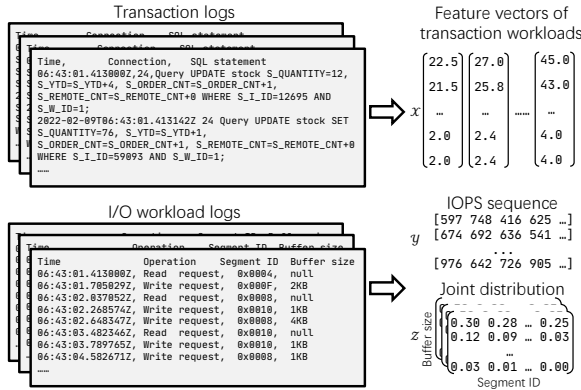 Transaction logs
Time, Connection, SQL statement
06:43:01.413000Z,24,Query UPDATE stock S_QUANTITY=12,
S_YTD=S_YTD+4, S_ORDER_CNT=S_ORDER_CNT+1,
S_REMOTE_CNT=S_REMOTE_CNT+0 WHERE S_I_ID=12695 AND
S_W_ID=1;
2022-02-09T06:43:01.413142Z 24 Query UPDATE stock SET
S_QUANTITY=76, S_YTD=S_YTD+1,
S_ORDER_CNT=S_ORDER_CNT+1, S_REMOTE_CNT=S_REMOTE_CNT+0
WHERE S_I_ID=59093 AND S_W_ID=1;
……
Feature vectors of
transaction workloads
x
22.5 27.0 45.0
21.5 25.8 43.0
… … …… …
2.0 2.4 4.0
2.0 2.4 4.0
I/O workload logs
Time Operation Segment ID Buffer size
06:43:01.413000Z, Read request, 0x0004, null
06:43:01.705029Z, Write request, 0x000F, 2KB
06:43:02.037052Z, Read request, 0x0008, null
06:43:02.268574Z, Write request, 0x0010, 1KB
06:43:02.648347Z, Write request, 0x0008, 4KB
06:43:03.482346Z, Read request, 0x0010, null
06:43:03.789765Z, Write request, 0x0010, 1KB
06:43:04.582671Z, Write request, 0x0008, 1KB
……
IOPS sequence
y
[597 748 416 625 …]
[674 692 636 541 …]
...
[976 642 726 905 …]
Joint distribution
z
Buffer size
0.30 0.28 … 0.25
0.12 0.09 … 0.03
…
0.03 0.01 … 0.00
Segment ID